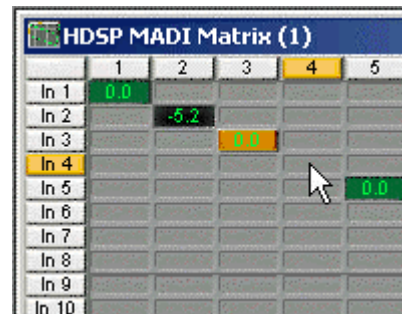 HDSP MADI Matrix (1)
1 2 3 4 5
In 1 0.0
In 2 -5.2
In 3 0.0
In 4
In 5 0.0
In 6
In 7
In 8
In 9
In 10